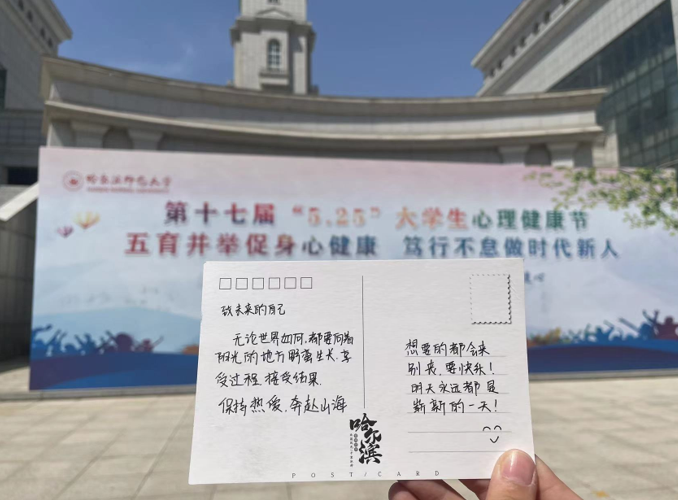 哈尔滨师范大学
第十七届“5.25”大学生心理健康节
五育并举促身心健康 笃行不怠做时代新人
致未来的自己
无论世界如何,都要向着
阳光的地方野蛮生长.享
受过程,接受结果.
保持热爱,奔赴山海
想要的都会来
别丧,要快乐!
明天永远都是
崭新的一天!
哈尔滨
POST/CARD